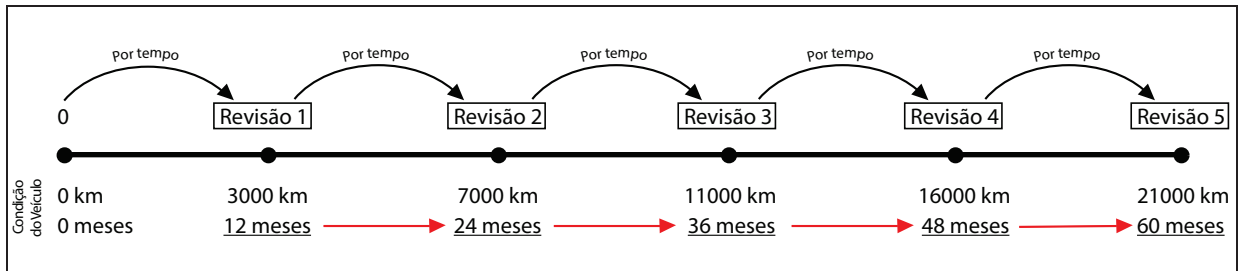 Por tempo Por tempo Por tempo Por tempo Por tempo
0 Revisão 1 Revisão 2 Revisão 3 Revisão 4 Revisão 5
Condição
do Veículo
0 km 3000 km 7000 km 11000 km 16000 km 21000 km
0 meses 12 meses 24 meses 36 meses 48 meses 60 meses